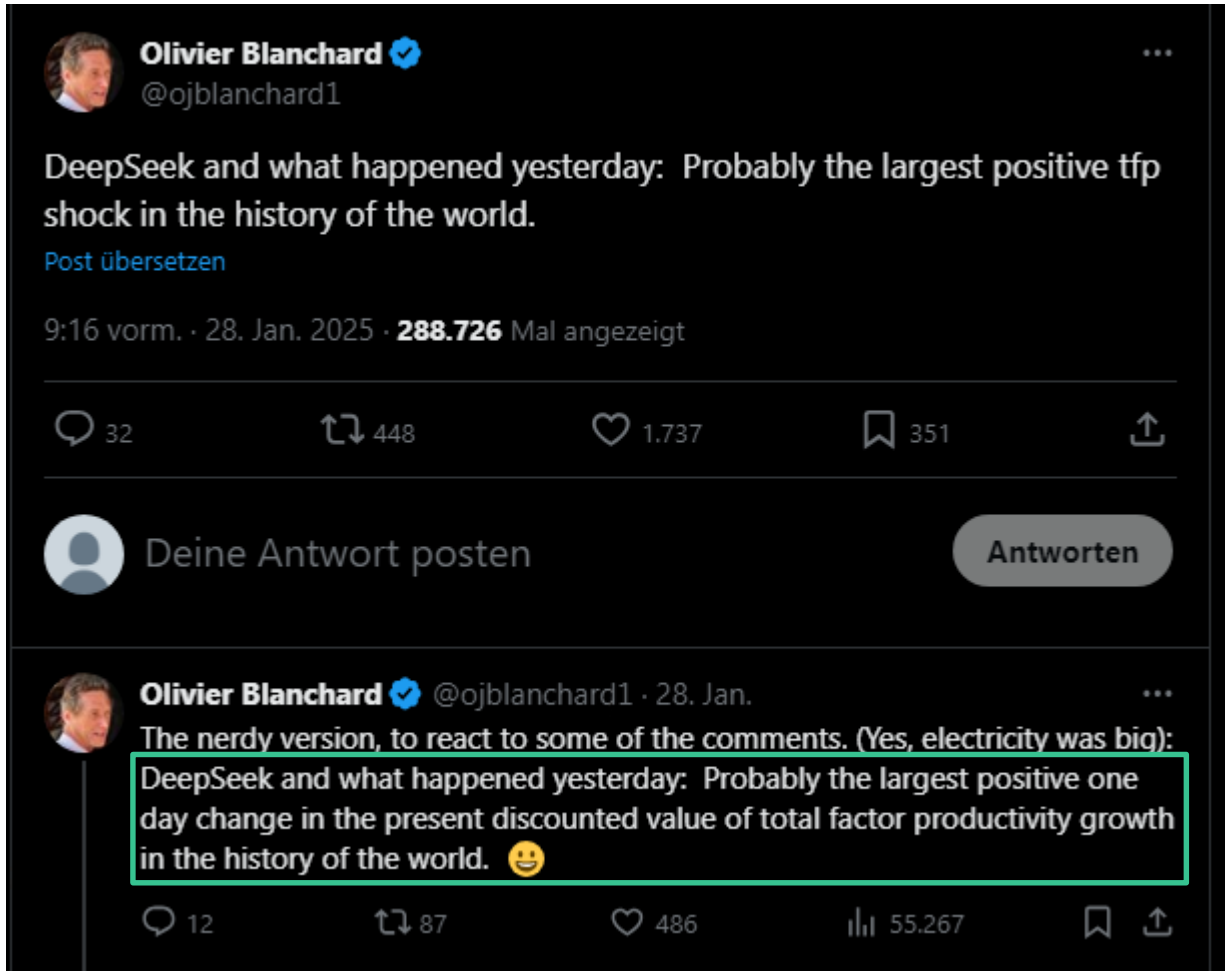 Olivier Blanchard
@ojblanchard1
DeepSeek and what happened yesterday:  Probably the largest positive tfp
shock in the history of the world.
Post übersetzen
9:16 vorm. · 28. Jan. 2025 · 288.726 Mal angezeigt
32 448 1.737 351
Deine Antwort posten Antworten
Olivier Blanchard @ojblanchard1 · 28. Jan.
The nerdy version, to react to some of the comments. (Yes, electricity was big):
DeepSeek and what happened yesterday:  Probably the largest positive one
day change in the present discounted value of total factor productivity growth
in the history of the world. 😀
12 87 486 55.267